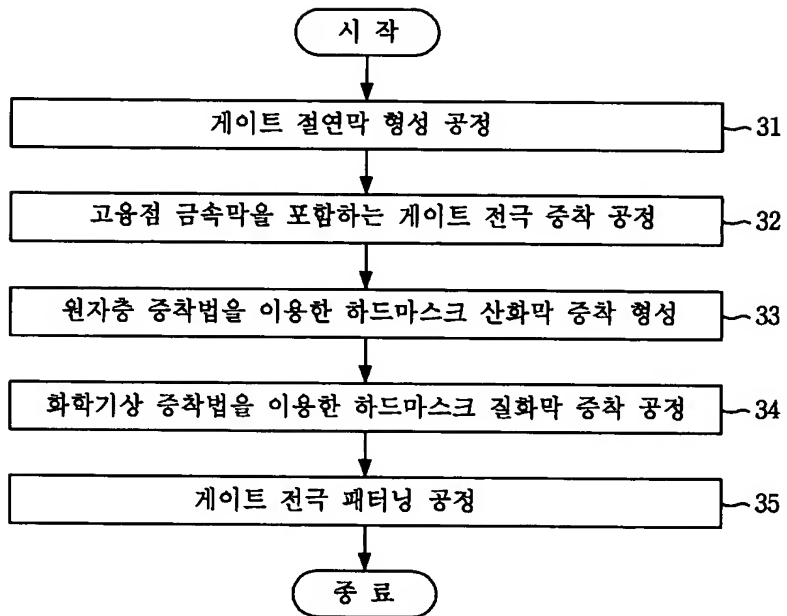 시 작
게이트 절연막 형성 공정
31
고융점 금속막을 포함하는 게이트 전극 증착 공정
32
원자층 증착법을 이용한 하드마스크 산화막 증착 형성
33
화학기상 증착법을 이용한 하드마스크 질화막 증착 공정
34
게이트 전극 패터닝 공정
35
종 료